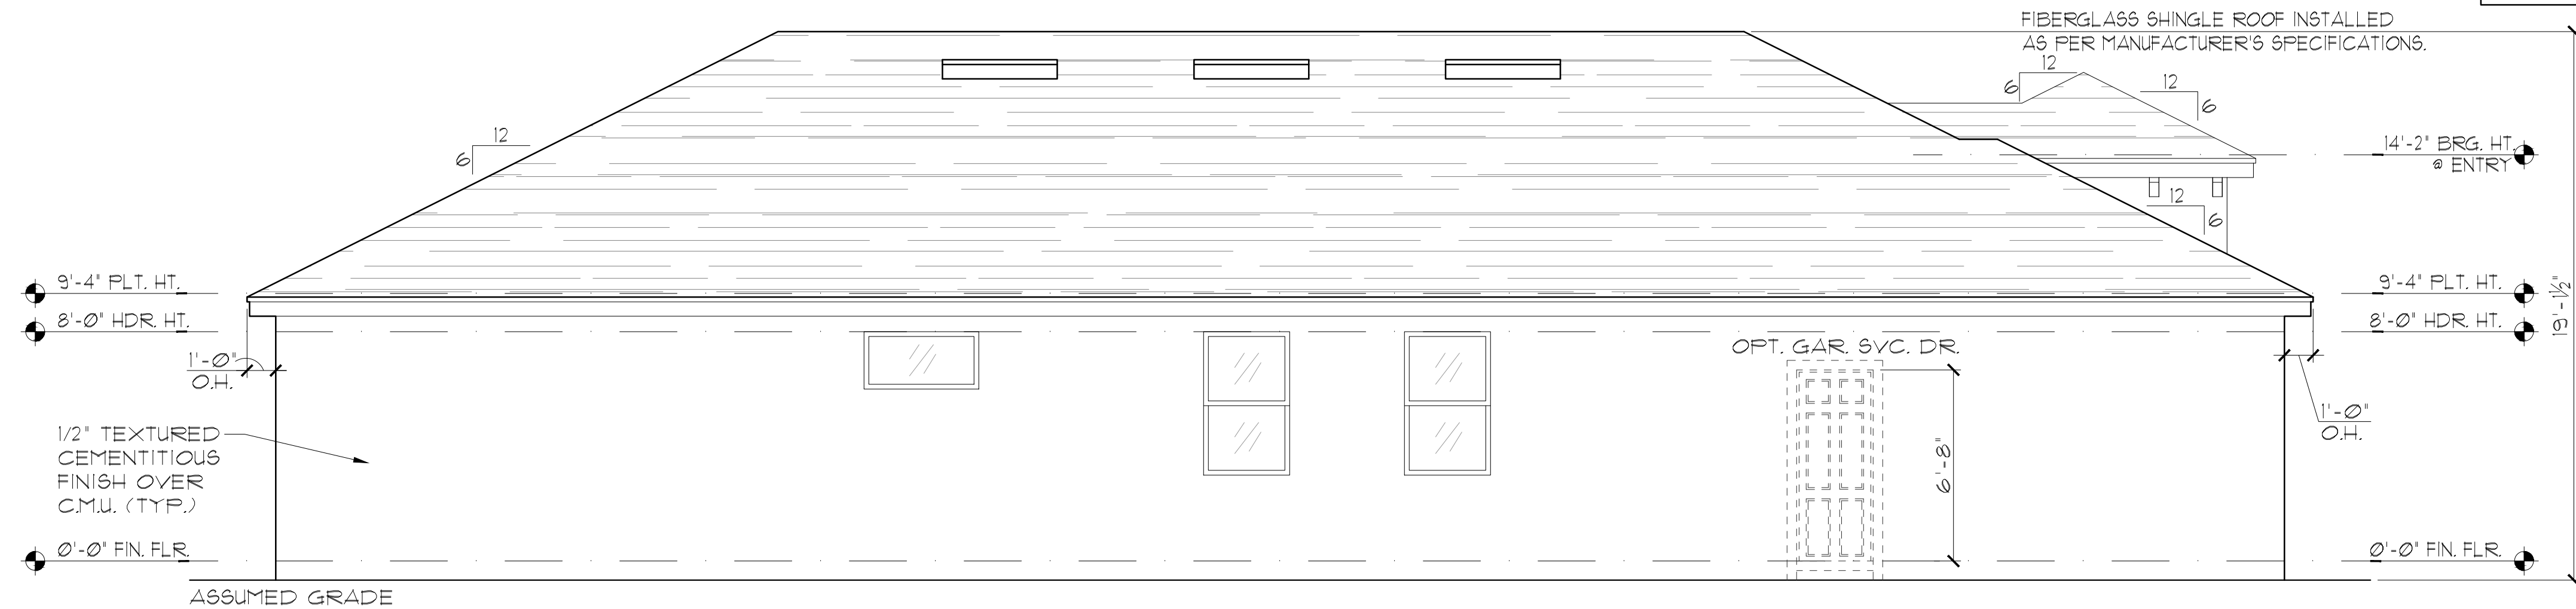 FIBERGLASS SHINGLE ROOF INSTALLED
AS PER MANUFACTURER'S SPECIFICATIONS.
12
6
12
6
12
6
14'-2" BRG. HT.
@ ENTRY
12
6
9'-4" PLT. HT.
8'-0" HDR. HT.
1'-0"
O.H.
1/2" TEXTURED
CEMENTITIOUS
FINISH OVER
C.M.U. (TYP.)
0'-0" FIN. FLR.
ASSUMED GRADE
OPT. GAR. SVC. DR.
6'-8"
9'-4" PLT. HT.
8'-0" HDR. HT.
1'-0"
O.H.
0'-0" FIN. FLR.
19'-1½"